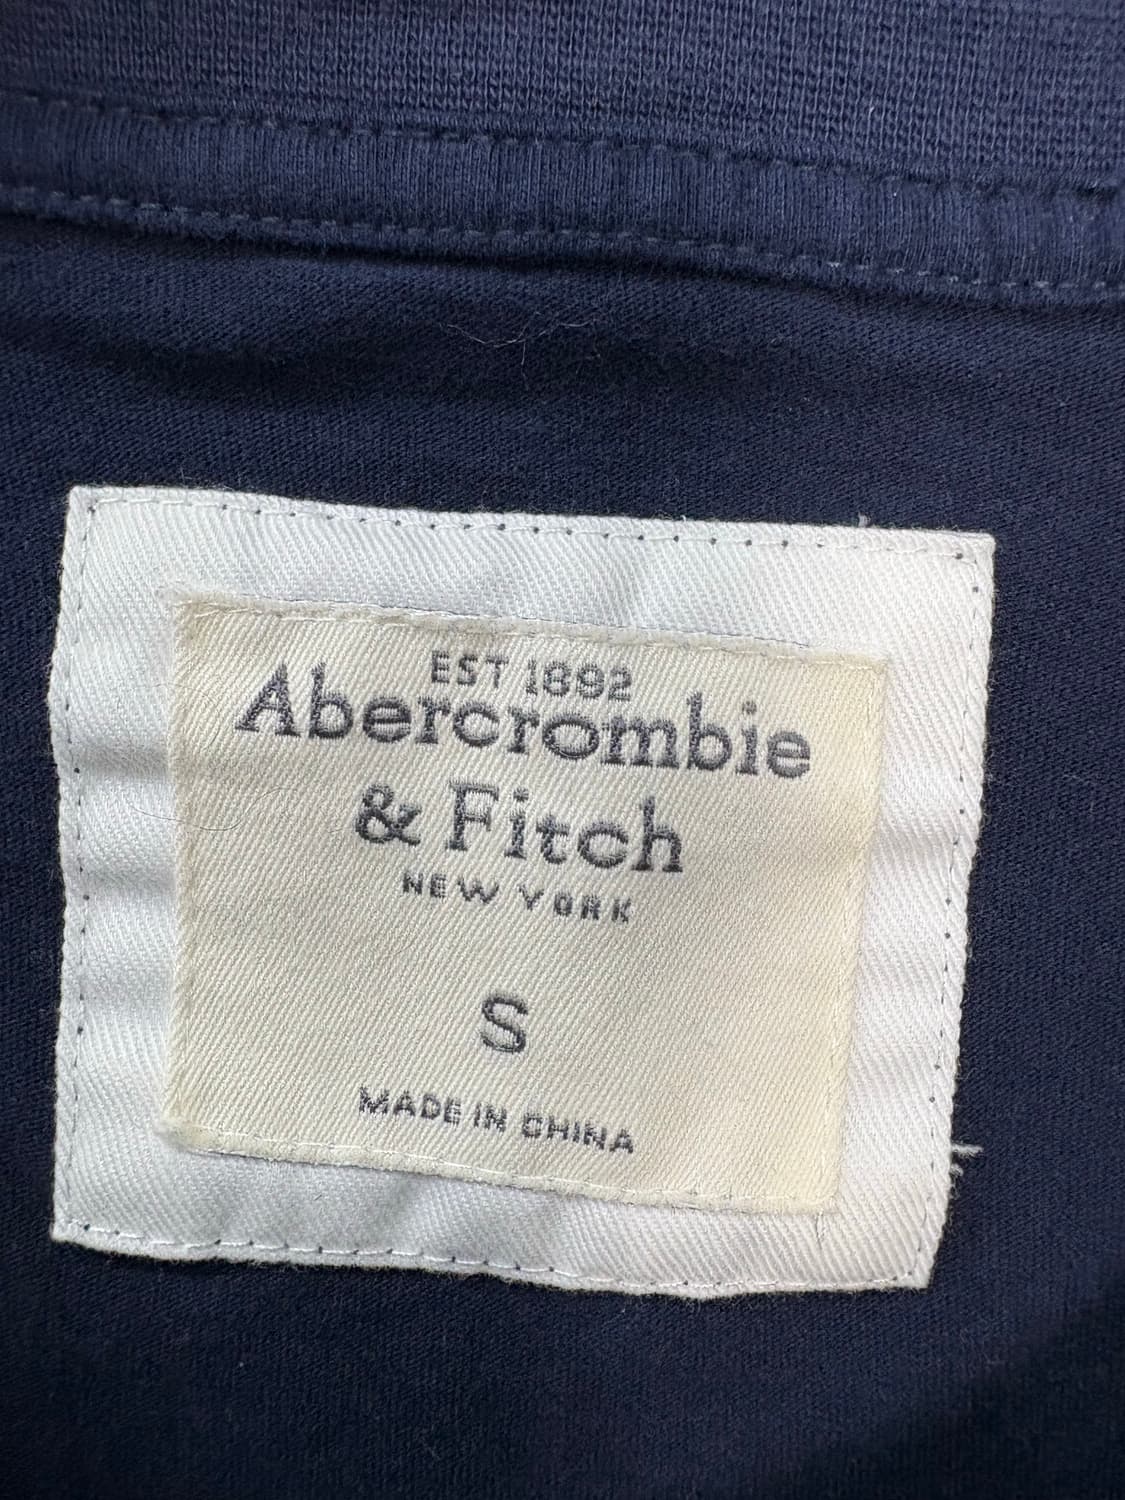 EST 1892
Abercrombie
& Fitch
NEW YORK
S
MADE IN CHINA